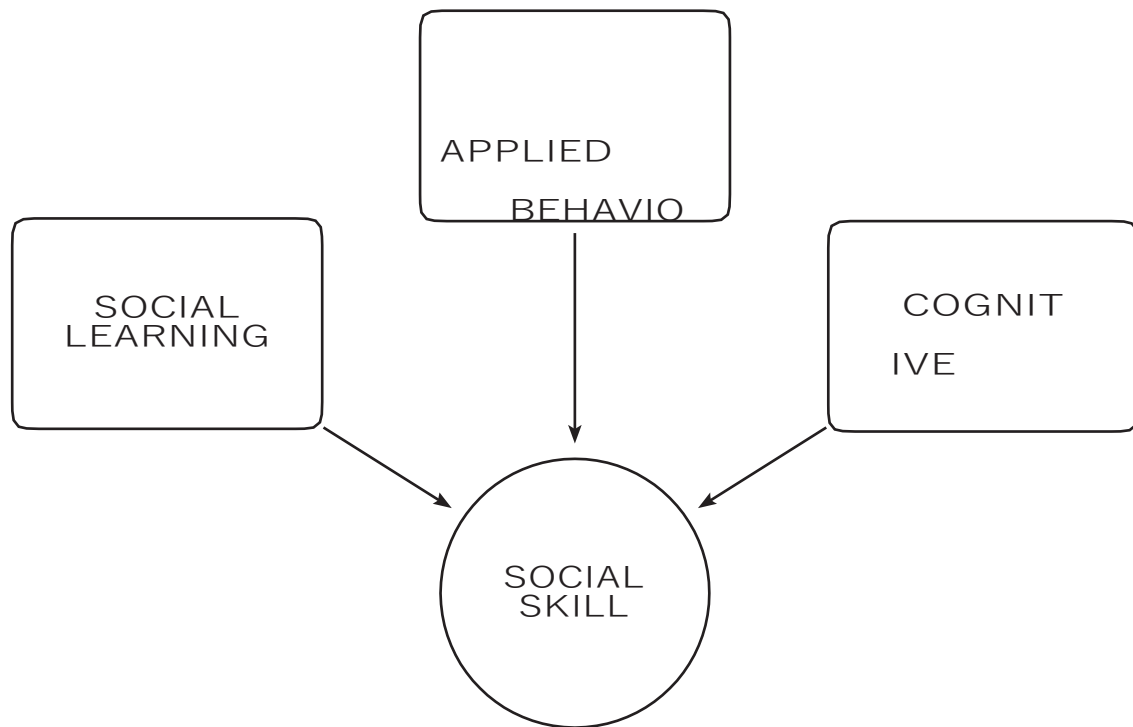 APPLIED
BEHAVIO
SOCIAL
LEARNING
COGNIT
IVE
SOCIAL
SKILL